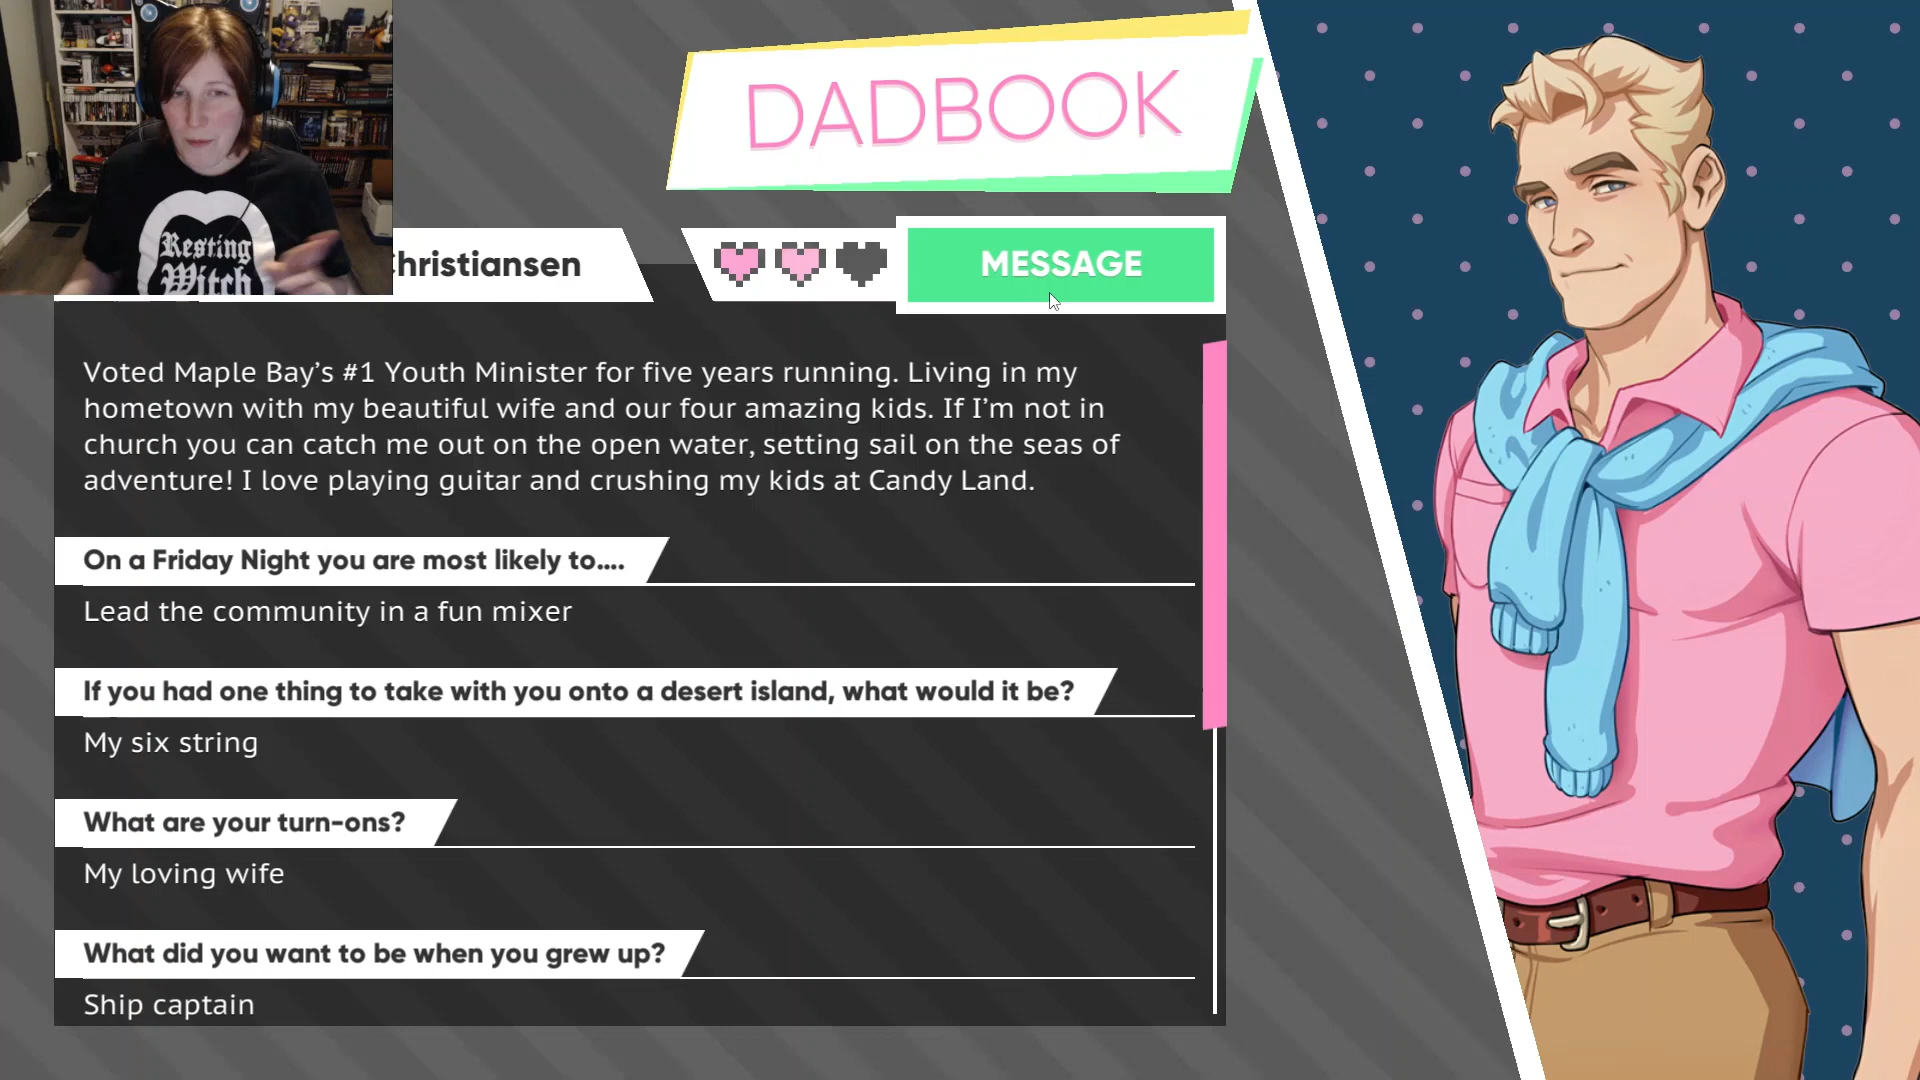 DADBOOK
Resting
Witch
Christiansen
MESSAGE
Voted Maple Bay’s #1 Youth Minister for five years running. Living in my
hometown with my beautiful wife and our four amazing kids. If I’m not in
church you can catch me out on the open water, setting sail on the seas of
adventure! I love playing guitar and crushing my kids at Candy Land.
On a Friday Night you are most likely to....
Lead the community in a fun mixer
If you had one thing to take with you onto a desert island, what would it be?
My six string
What are your turn-ons?
My loving wife
What did you want to be when you grew up?
Ship captain